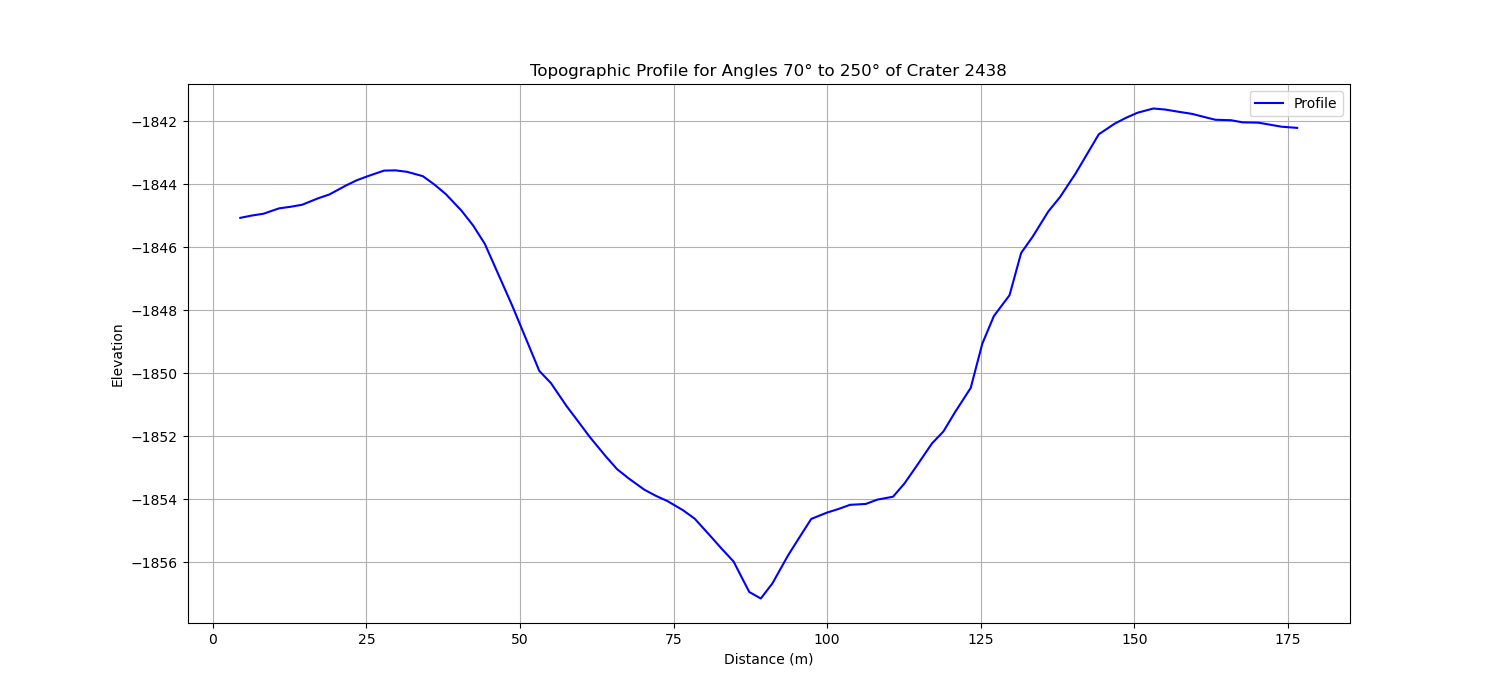 Topographic Profile for Angles 70° to 250° of Crater 2438
Profile
−1842
−1844
−1846
−1848
−1850
−1852
−1854
−1856
Elevation
0 25 50 75 100 125 150 175
Distance (m)